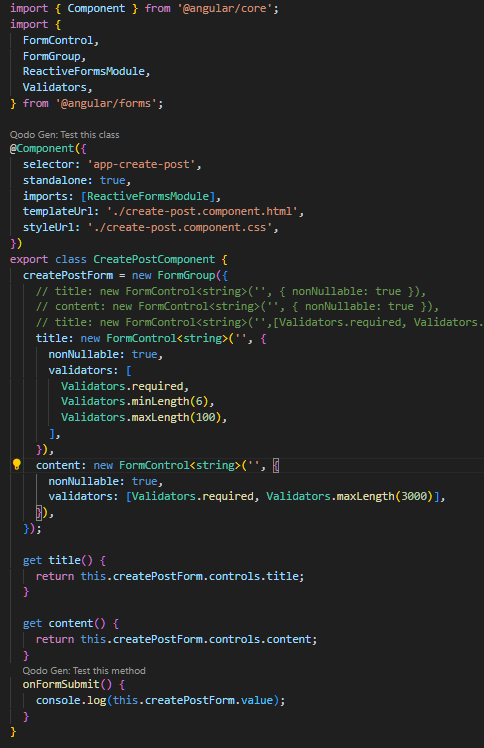 import { Component } from '@angular/core';
import {
  FormControl,
  FormGroup,
  ReactiveFormsModule,
  Validators,
} from '@angular/forms';
Qodo Gen: Test this class
@Component({
  selector: 'app-create-post',
  standalone: true,
  imports: [ReactiveFormsModule],
  templateUrl: './create-post.component.html',
  styleUrl: './create-post.component.css',
})
export class CreatePostComponent {
  createPostForm = new FormGroup({
    // title: new FormControl<string>('', { nonNullable: true }),
    // content: new FormControl<string>('', { nonNullable: true }),
    // title: new FormControl<string>('',[Validators.required, Validators.
    title: new FormControl<string>('', {
      nonNullable: true,
      validators: [
        Validators.required,
        Validators.minLength(6),
        Validators.maxLength(100),
      ],
    }),
    content: new FormControl<string>('', {
      nonNullable: true,
      validators: [Validators.required, Validators.maxLength(3000)],
    }),
  });
  get title() {
    return this.createPostForm.controls.title;
  }
  get content() {
    return this.createPostForm.controls.content;
  }
  Qodo Gen: Test this method
  onFormSubmit() {
    console.log(this.createPostForm.value);
  }
}